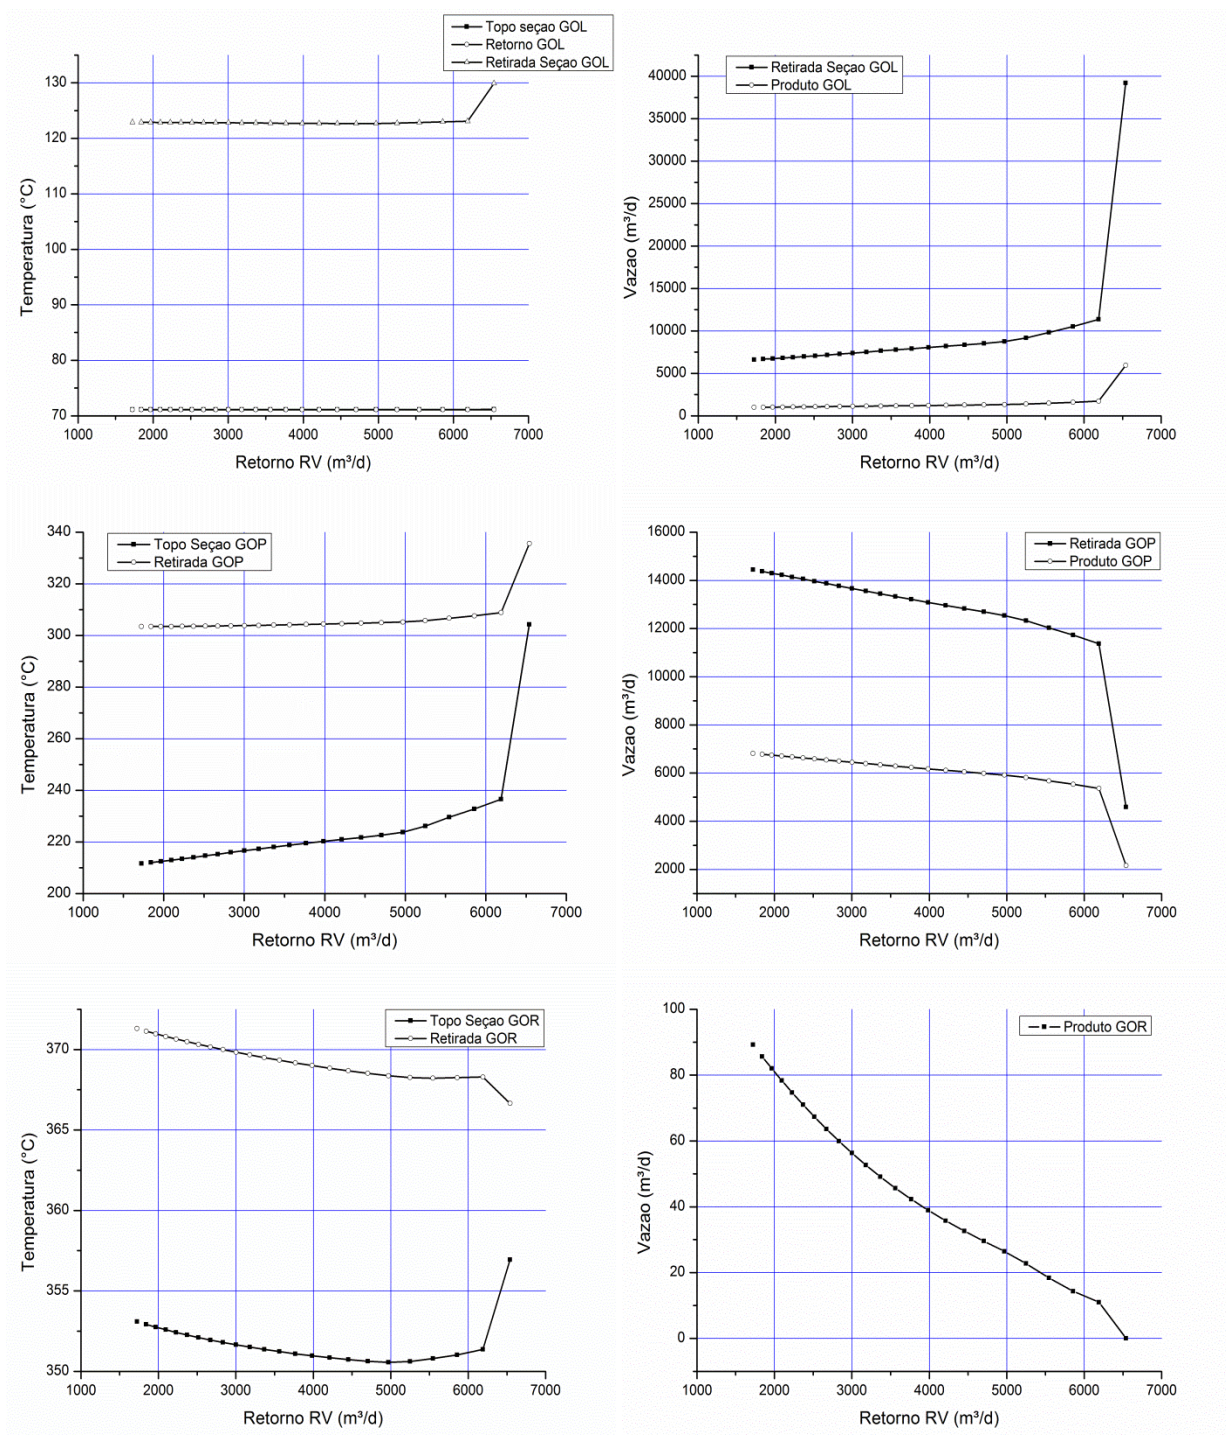 Topo seçao GOL
Retorno GOL
Retirada Seçao GOL
Temperatura (°C)
130
120
110
100
90
80
70
1000 2000 3000 4000 5000 6000 7000
Retorno RV (m³/d)
Retirada Seçao GOL
Produto GOL
Vazao (m³/d)
40000
35000
30000
25000
20000
15000
10000
5000
0
1000 2000 3000 4000 5000 6000 7000
Retorno RV (m³/d)
Topo Seçao GOP
Retirada GOP
Temperatura (°C)
340
320
300
280
260
240
220
200
1000 2000 3000 4000 5000 6000 7000
Retorno RV (m³/d)
Retirada GOP
Produto GOP
Vazao (m³/d)
16000
14000
12000
10000
8000
6000
4000
2000
1000 2000 3000 4000 5000 6000 7000
Retorno RV (m³/d)
Topo Seçao GOR
Retirada GOR
Temperatura (°C)
370
365
360
355
350
1000 2000 3000 4000 5000 6000 7000
Retorno RV (m³/d)
Produto GOR
Vazao (m³/d)
100
80
60
40
20
0
1000 2000 3000 4000 5000 6000 7000
Retorno RV (m³/d)